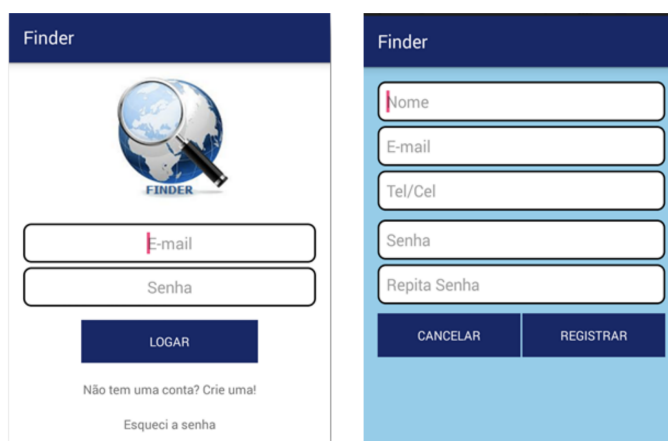 Finder
FINDER
E-mail
Senha
LOGAR
Não tem uma conta? Crie uma!
Esqueci a senha
Finder
Nome
E-mail
Tel/Cel
Senha
Repita Senha
CANCELAR
REGISTRAR